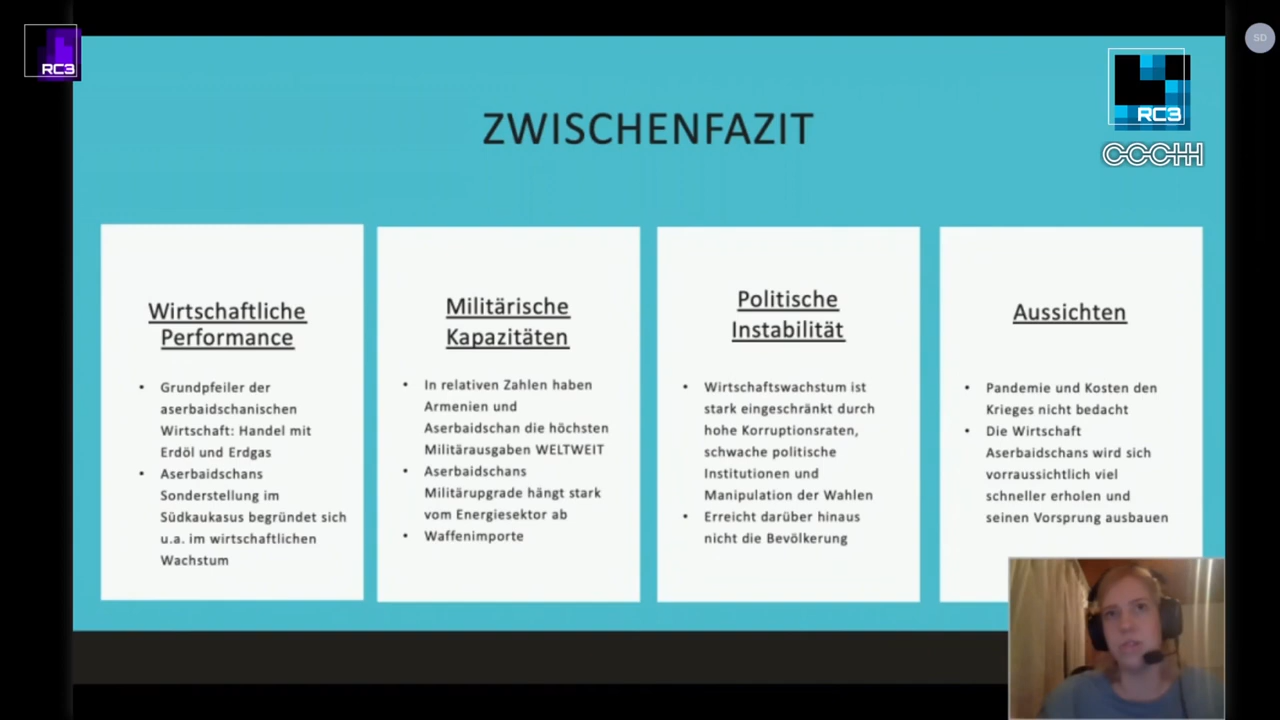 RC3
SD
RC3
CCCHH
ZWISCHENFAZIT
Wirtschaftliche
Performance
• Grundpfeiler der
aserbaidschanischen
Wirtschaft: Handel mit
Erdöl und Erdgas
• Aserbaidschans
Sonderstellung im
Südkaukasus begründet sich
u.a. im wirtschaftlichen
Wachstum
Militärische
Kapazitäten
• In relativen Zahlen haben
Armenien und
Aserbaidschan die höchsten
Militärausgaben WELTWEIT
• Aserbaidschans
Militärupgrade hängt stark
vom Energiesektor ab
• Waffenimporte
Politische
Instabilität
• Wirtschaftswachstum ist
stark eingeschränkt durch
hohe Korruptionsraten,
schwache politische
Institutionen und
Manipulation der Wahlen
• Erreicht darüber hinaus
nicht die Bevölkerung
Aussichten
• Pandemie und Kosten den
Krieges nicht bedacht
• Die Wirtschaft
Aserbaidschans wird sich
vorraussichtlich viel
schneller erholen und
seinen Vorsprung ausbauen